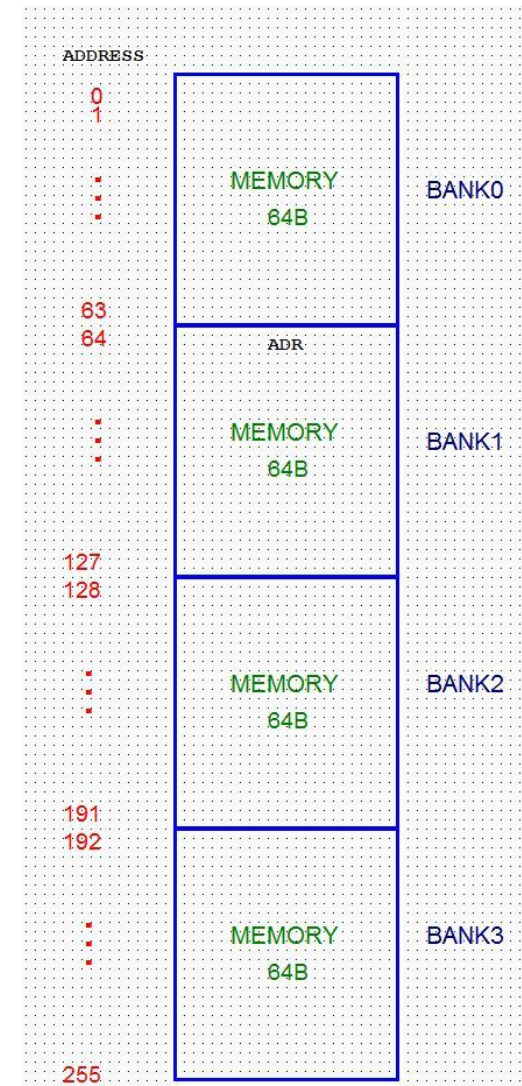 ADDRESS
0
1
MEMORY
64B
BANK0
63
64
ADR
MEMORY
64B
BANK1
127
128
MEMORY
64B
BANK2
191
192
MEMORY
64B
BANK3
255